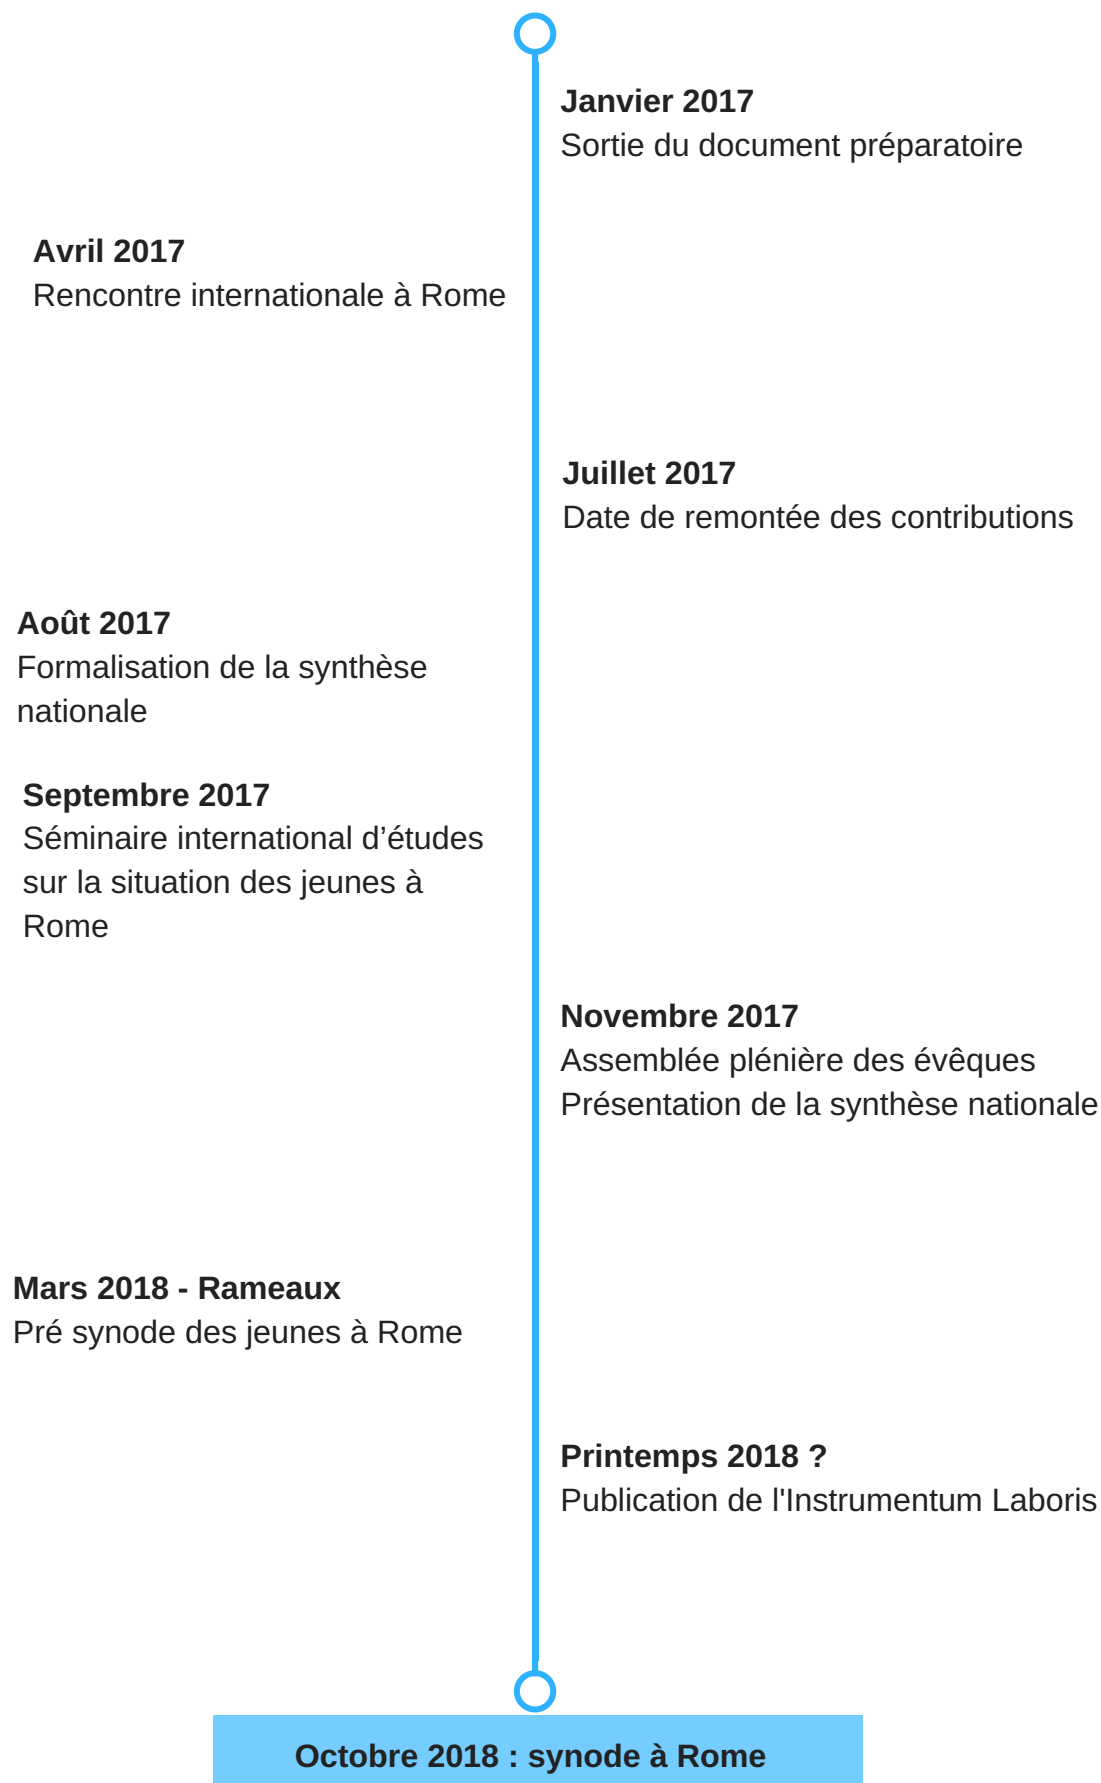 Janvier 2017
Sortie du document préparatoire
Avril 2017
Rencontre internationale à Rome
Juillet 2017
Date de remontée des contributions
Août 2017
Formalisation de la synthèse
nationale
Septembre 2017
Séminaire international d’études
sur la situation des jeunes à
Rome
Novembre 2017
Assemblée plénière des évêques
Présentation de la synthèse nationale
Mars 2018 - Rameaux
Pré synode des jeunes à Rome
Printemps 2018 ?
Publication de l'Instrumentum Laboris
Octobre 2018 : synode à Rome